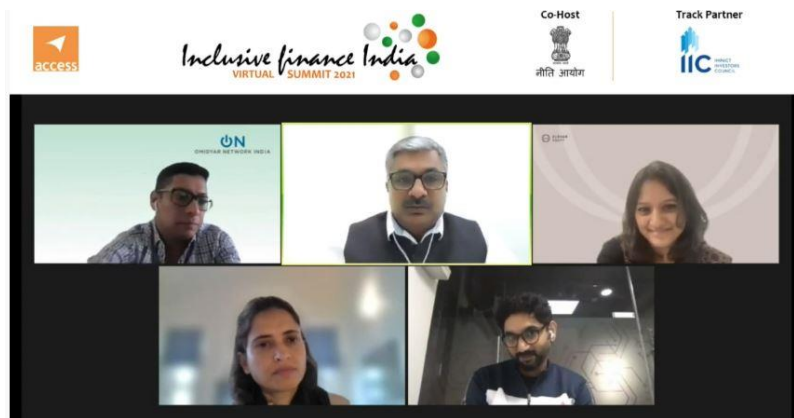 access
Inclusive finance India
VIRTUAL SUMMIT 2021
Co-Host
नीति आयोग
Track Partner
IIC
IMPACT
INVESTORS
COUNCIL
ON
OMIDYAR NETWORK INDIA